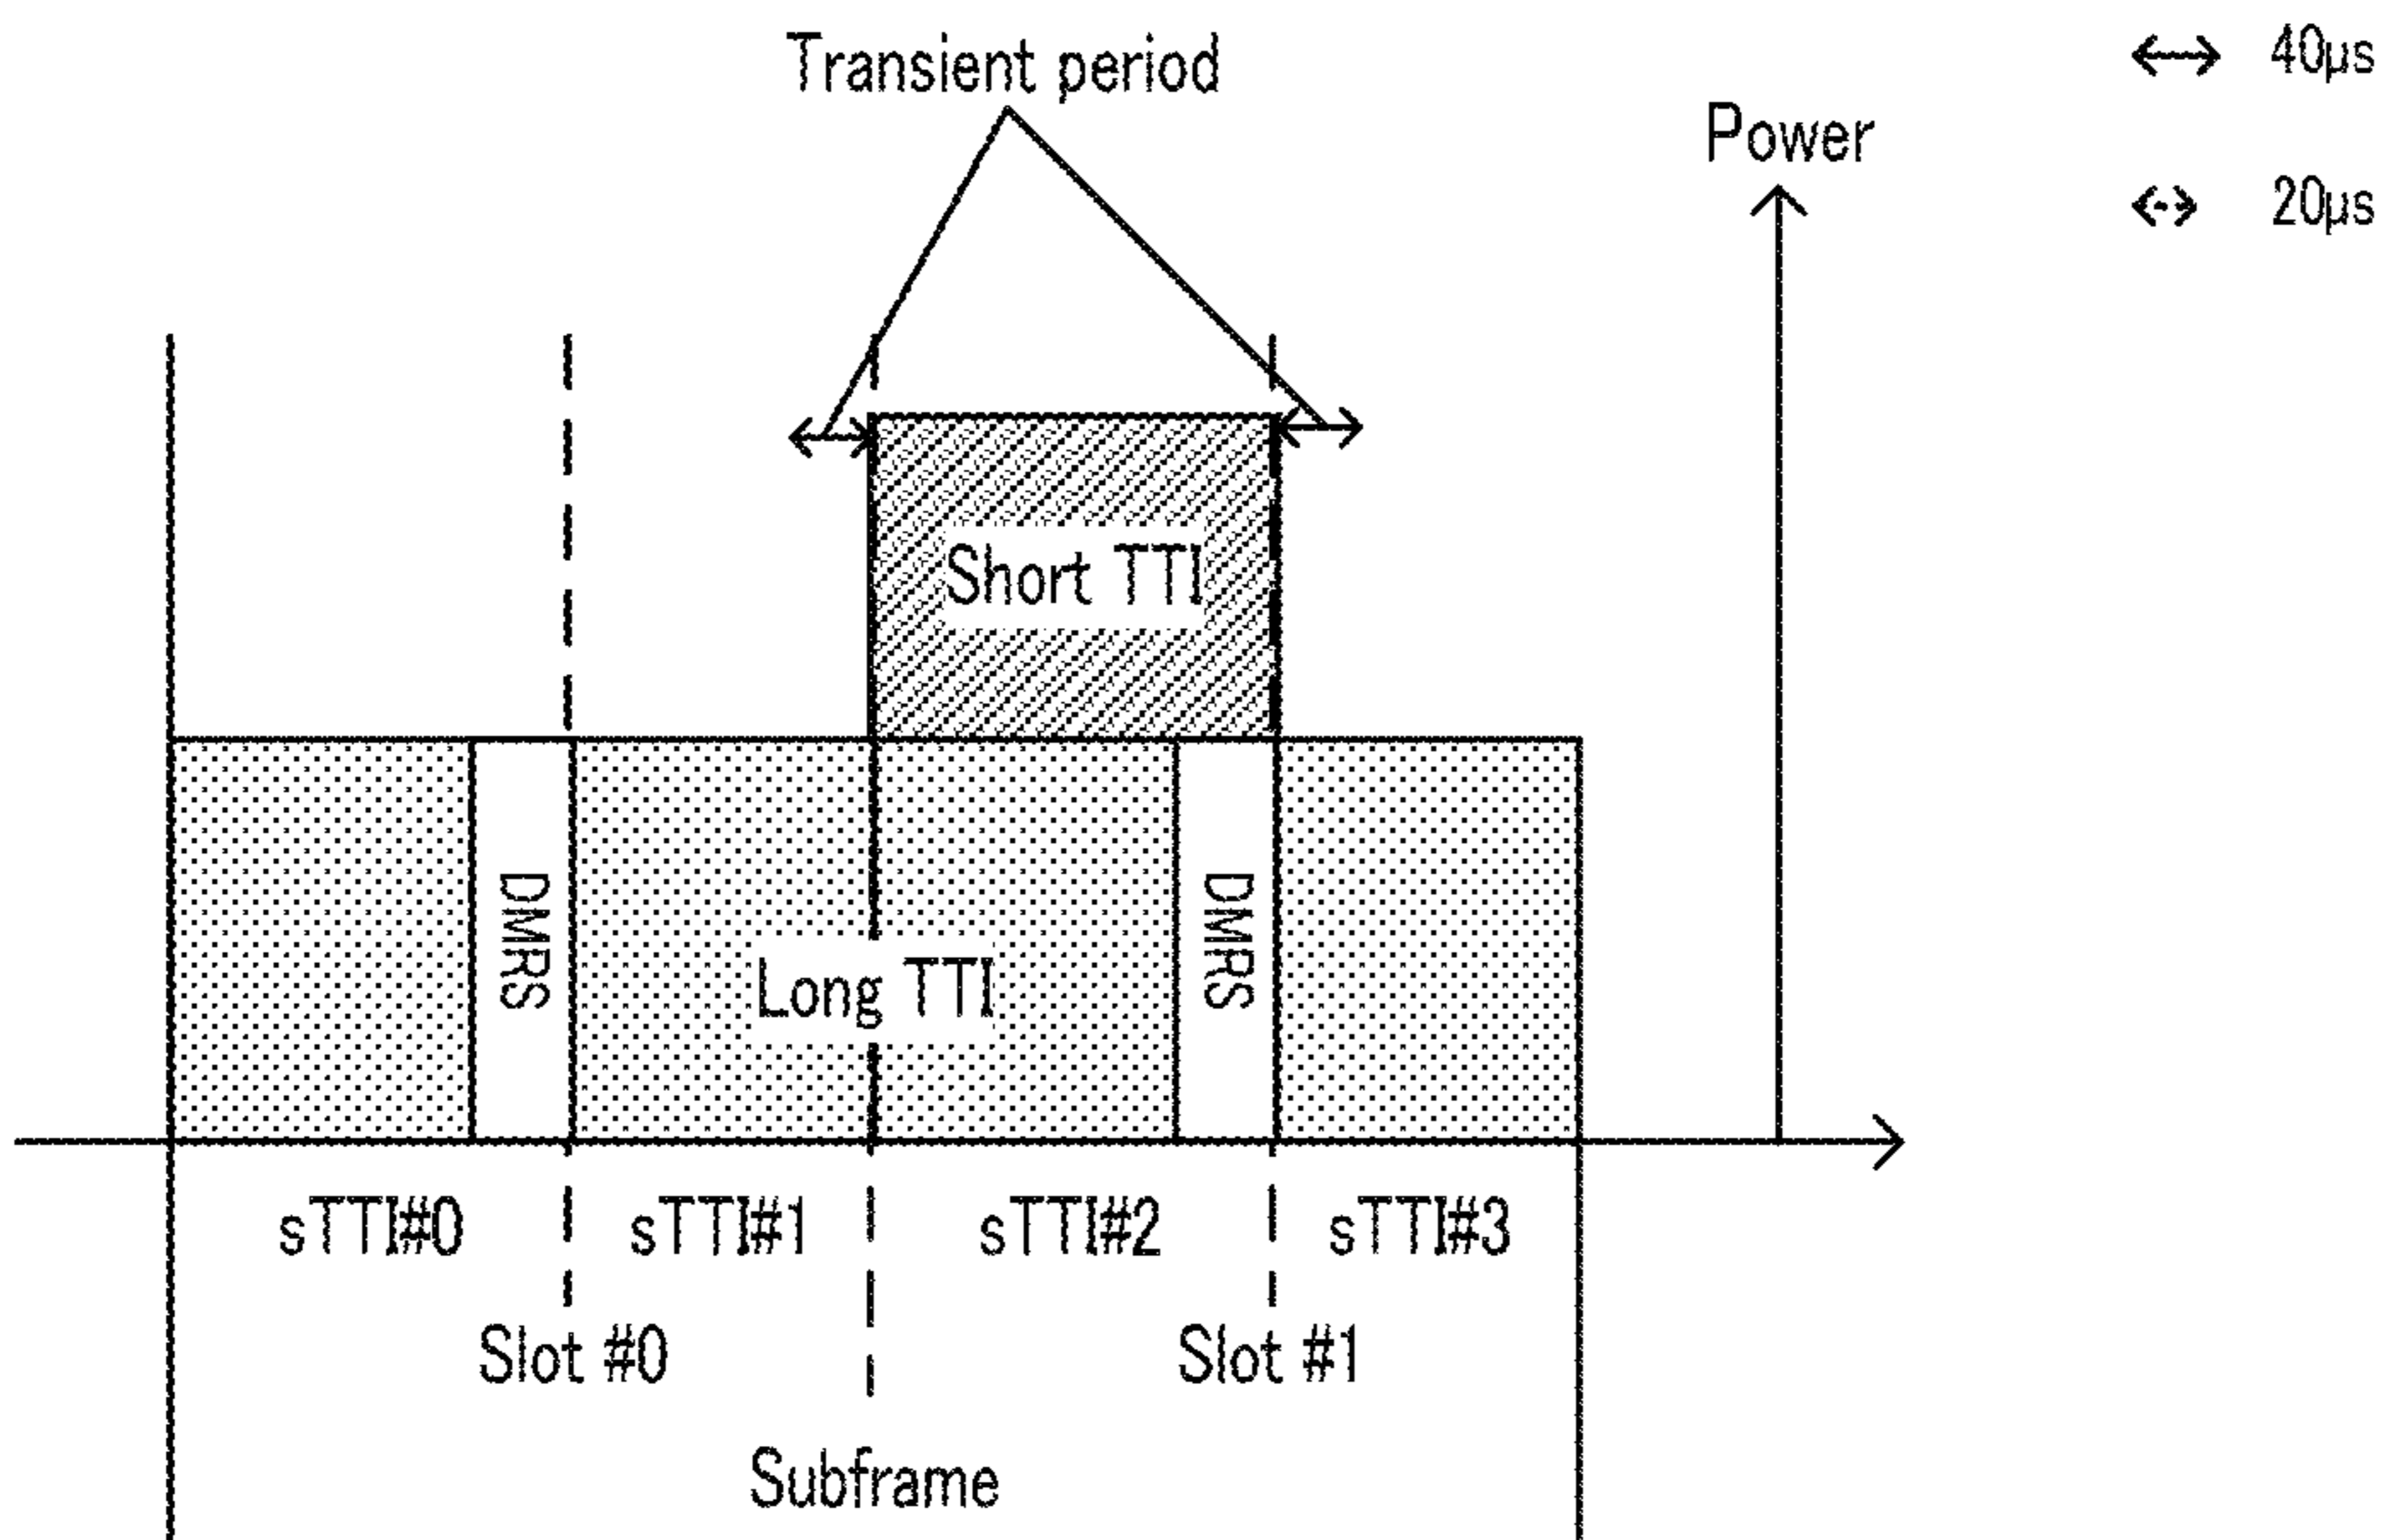 Transient period
40μs
Power
20μs
Short TTI
DMRS
DMRS
Long TTI
sTTI#0
sTTI#1
sTTI#2
sTTI#3
Slot #0
Slot #1
Subframe